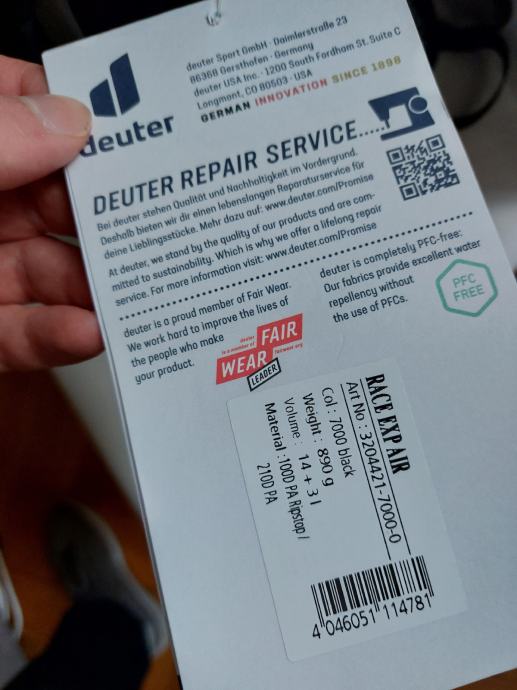 deuter
deuter Sport GmbH · Daimlerstraße 23
86368 Gersthofen · Germany
deuter USA Inc. · 1200 South Fordham St. Suite C
Longmont, CO 80503 · USA
GERMAN INNOVATION SINCE 1898
DEUTER REPAIR SERVICE.....
Bei deuter stehen Qualität und Nachhaltigkeit im Vordergrund.
Deshalb bieten wir dir einen lebenslangen Reparaturservice für
deine Lieblingsstücke. Mehr dazu auf: www.deuter.com/Promise
At deuter, we stand by the quality of our products and are com-
mitted to sustainability. Which is why we offer a lifelong repair
service. For more information visit: www.deuter.com/Promise
deuter is a proud member of Fair Wear.
We work hard to improve the lives of
the people who make
your product.
deuter
is a member of
FAIR
WEAR
fairwear.org
LEADER
deuter is completely PFC-free:
Our fabrics provide excellent water
repellency without
the use of PFCs.
PFC
FREE
RACE EXP AIR
Art No : 3204421-7000-0
Col : 7000 black
Weight : 890 g
Volume : 14 + 3 l
Material : 100D PA Ripstop /
210D PA
4 046051 114781